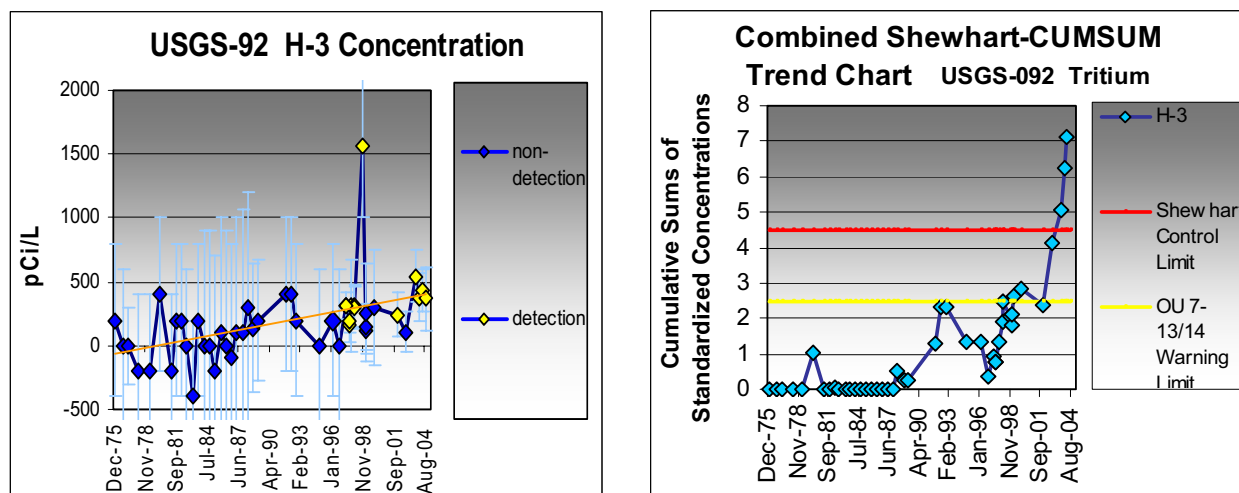 USGS-92 H-3 Concentration
pCi/L
2000
1500
1000
500
0
-500
Dec-75
Nov-78
Sep-81
Jul-84
Jun-87
Apr-90
Feb-93
Jan-96
Nov-98
Sep-01
Aug-04
non-
detection
detection
Combined Shewhart-CUMSUM
Trend Chart USGS-092 Tritium
Cumulative Sums of
Standardized Concentrations
8
7
6
5
4
3
2
1
0
Dec-75
Nov-78
Sep-81
Jul-84
Jun-87
Apr-90
Feb-93
Jan-96
Nov-98
Sep-01
Aug-04
H-3
Shew hart
Control
Limit
OU 7-
13/14
Warning
Limit